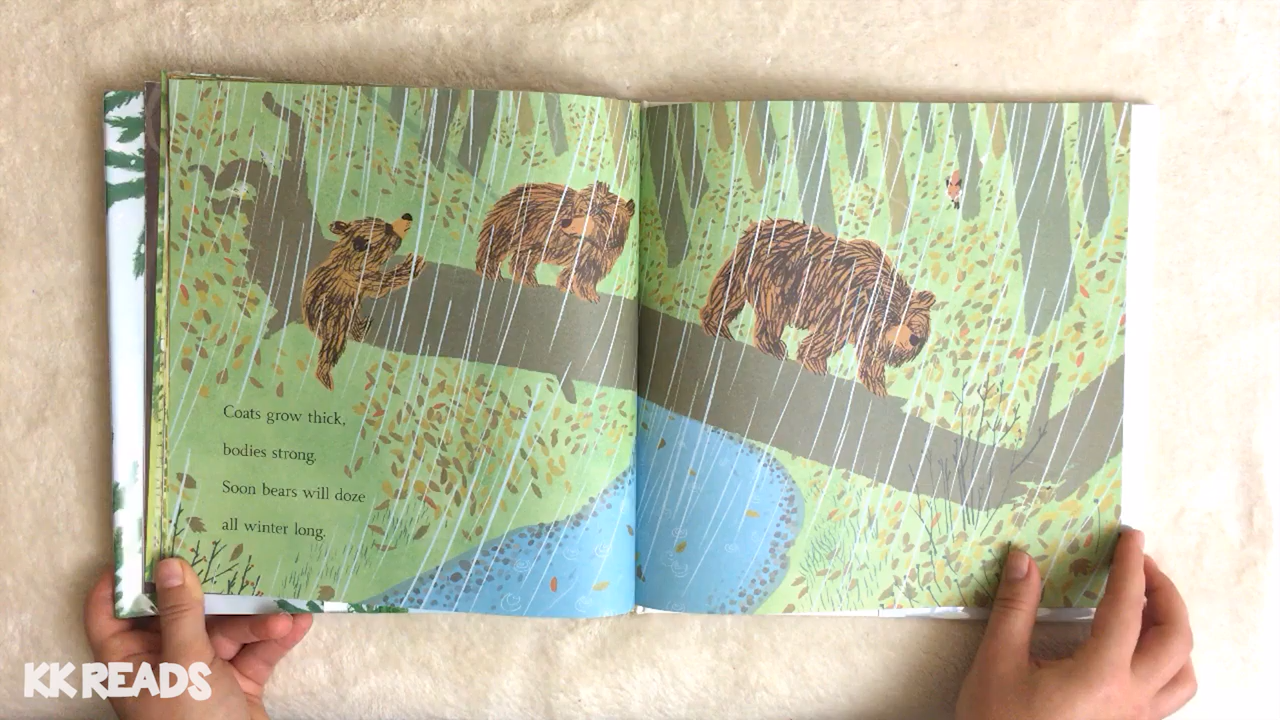 Coats grow thick,
bodies strong.
Soon bears will doze
all winter long.
KK READS